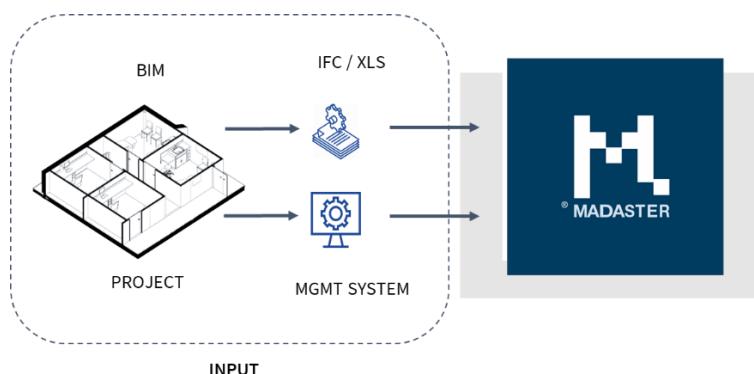 BIM
IFC / XLS
PROJECT
MGMT SYSTEM
® MADASTER
INPUT